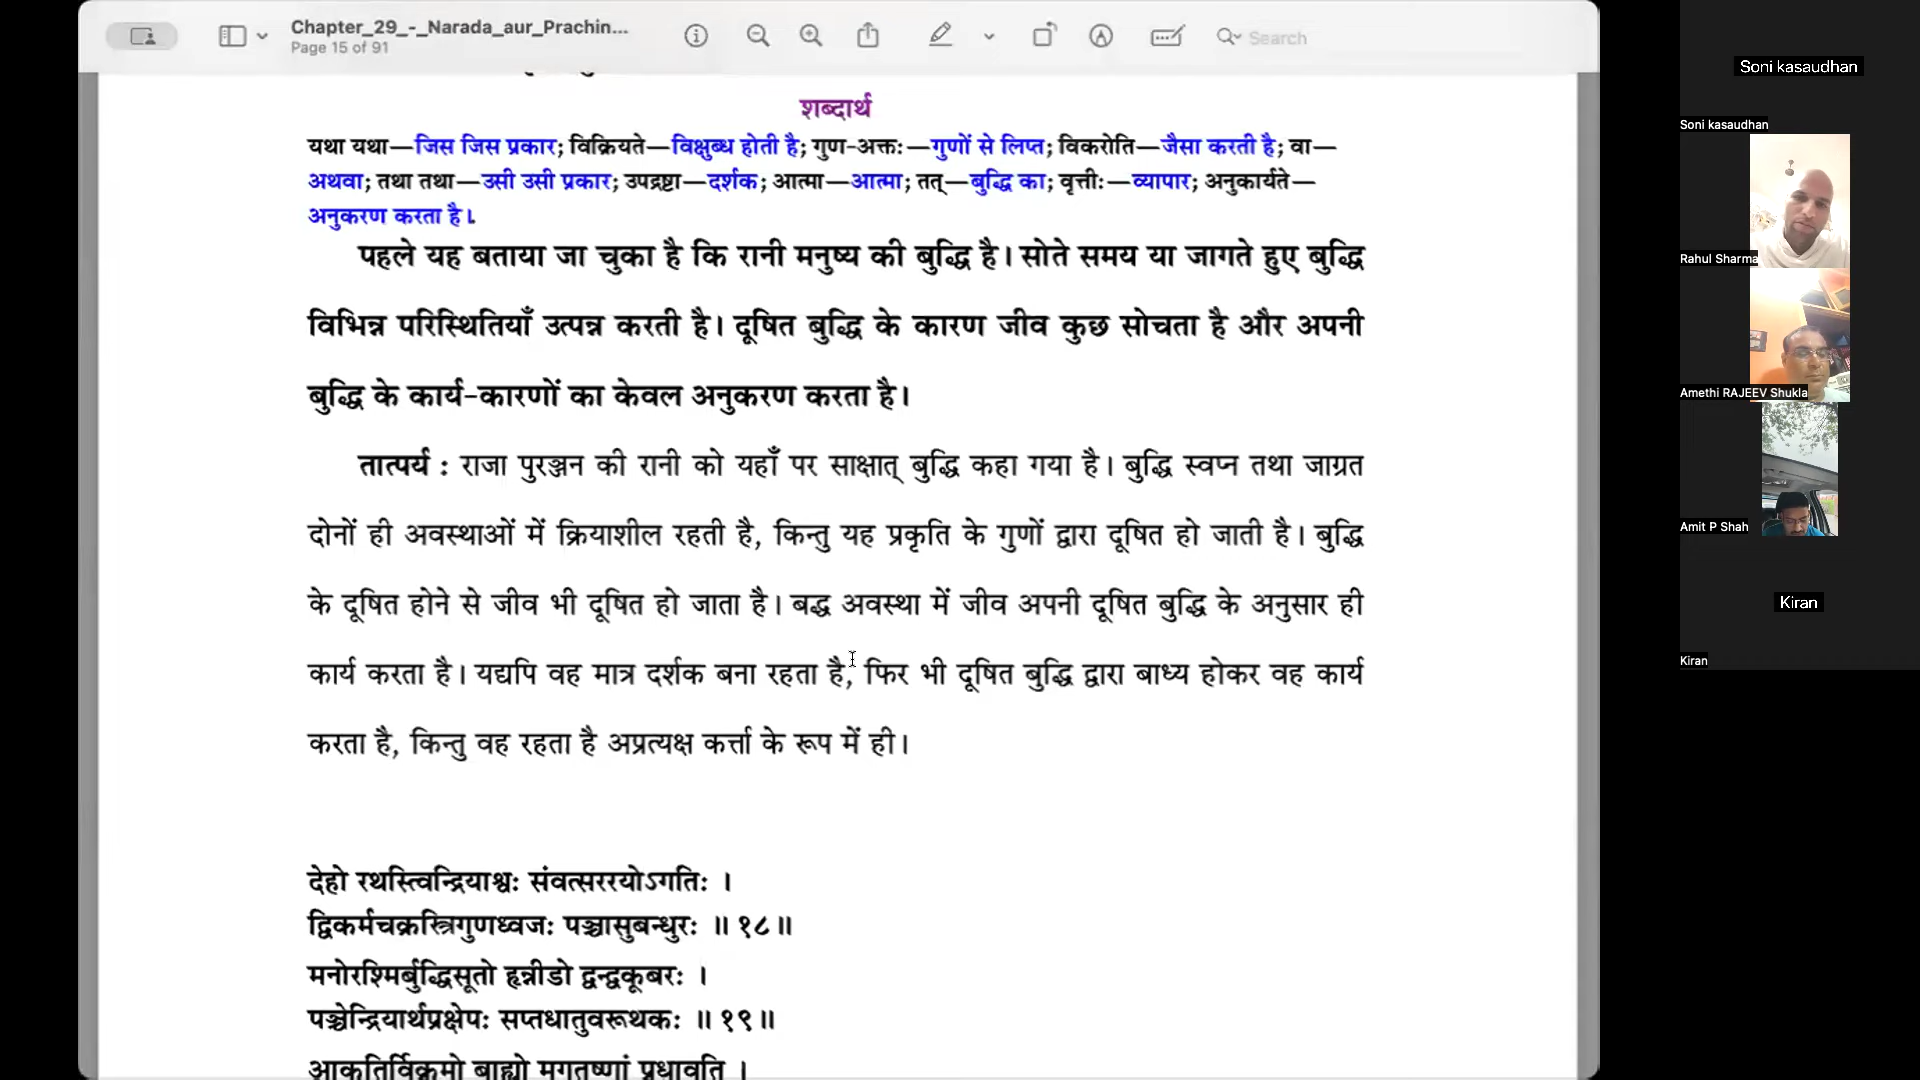 Chapter_29_-_Narada_aur_Prachin...
Page 15 of 91
Search
शब्दार्थ
यथा यथा—जिस जिस प्रकार; विक्रियते—विक्षुब्ध होती है; गुण-अक्तः—गुणों से लिप्त; विकरोति—जैसा करती है; वा—
अथवा; तथा तथा—उसी उसी प्रकार; उपद्रष्टा—दर्शक; आत्मा—आत्मा; तत्—बुद्धि का; वृत्तीः—व्यापार; अनुकार्यते—
अनुकरण करता है।
पहले यह बताया जा चुका है कि रानी मनुष्य की बुद्धि है। सोते समय या जागते हुए बुद्धि
विभिन्न परिस्थितियाँ उत्पन्न करती है। दूषित बुद्धि के कारण जीव कुछ सोचता है और अपनी
बुद्धि के कार्य-कारणों का केवल अनुकरण करता है।
तात्पर्य : राजा पुरञ्जन की रानी को यहाँ पर साक्षात् बुद्धि कहा गया है। बुद्धि स्वप्न तथा जाग्रत
दोनों ही अवस्थाओं में क्रियाशील रहती है, किन्तु यह प्रकृति के गुणों द्वारा दूषित हो जाती है। बुद्धि
के दूषित होने से जीव भी दूषित हो जाता है। बद्ध अवस्था में जीव अपनी दूषित बुद्धि के अनुसार ही
कार्य करता है। यद्यपि वह मात्र दर्शक बना रहता है, फिर भी दूषित बुद्धि द्वारा बाध्य होकर वह कार्य
करता है, किन्तु वह रहता है अप्रत्यक्ष कर्त्ता के रूप में ही।
देहो रथस्त्विन्द्रियाश्वः संवत्सररयोऽगतिः ।
द्विकर्मचक्रस्त्रिगुणध्वजः पञ्चासुबन्धुरः ॥ १८॥
मनोरश्मिर्बुद्धिसूतो हृन्नीडो द्वन्द्वकूबरः ।
पञ्चेन्द्रियार्थप्रक्षेपः सप्तधातुवरूथकः ॥ १९॥
आकूतिर्विक्रमो बाह्यो मृगतृष्णां प्रधावति ।
Soni kasaudhan
Soni kasaudhan
Rahul Sharma
Amethi RAJEEV Shukla
Amit P Shah
Kiran
Kiran